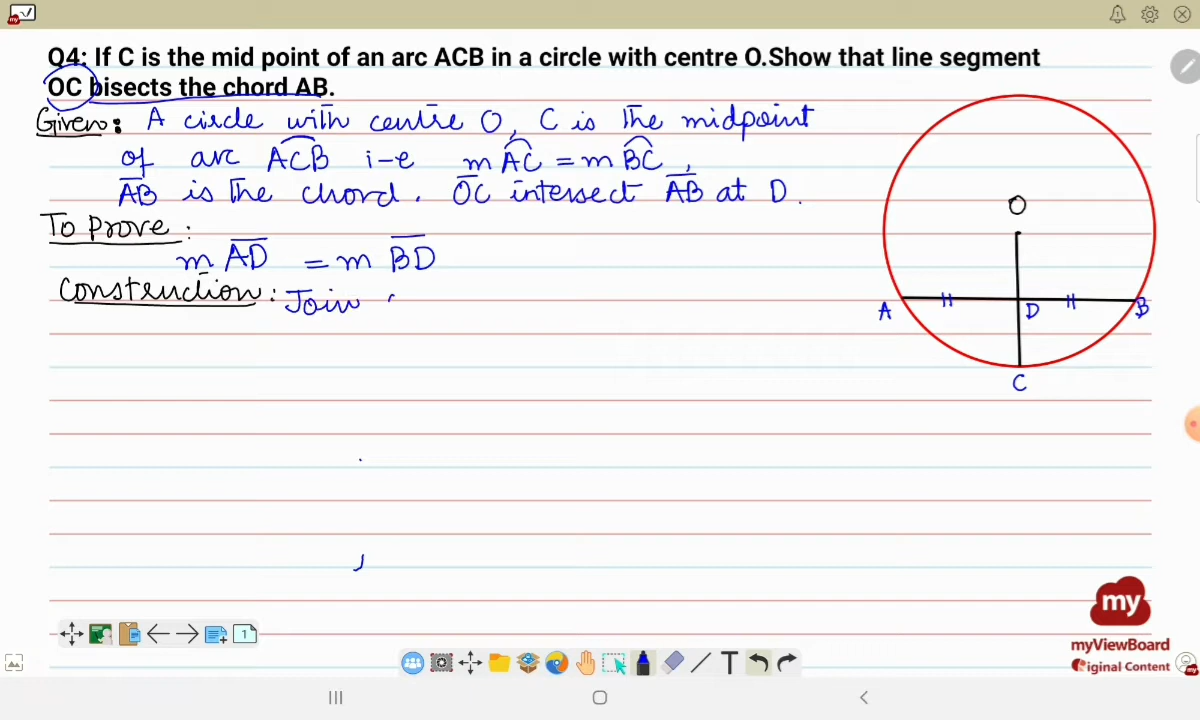 Q4: If C is the mid point of an arc ACB in a circle with centre O.Show that line segment
OC bisects the chord AB.
Given: A circle with centre O, C is the midpoint
of arc ACB i-e m AC = m BC ,
AB is the chord. OC intersect AB at D.
To Prove :
m AD = m BD
Construction : Join
O
A
D
B
C
1
T
my
myViewBoard
Original Content